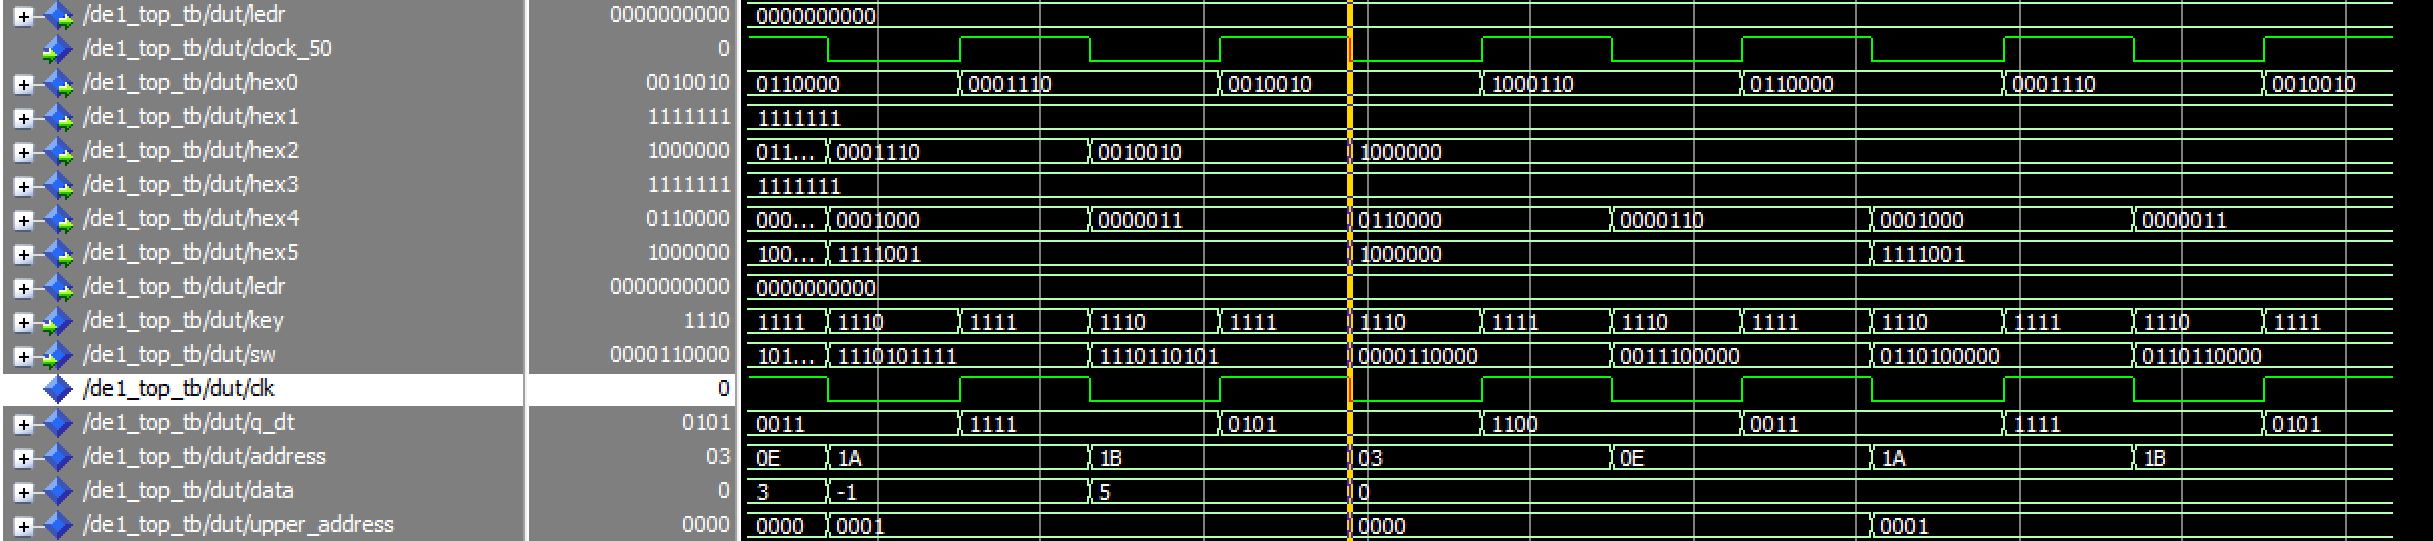 /de1_top_tb/dut/ledr 0000000000 0000000000
/de1_top_tb/dut/clock_50 0
/de1_top_tb/dut/hex0 0010010 0110000 0001110 0010010 1000110 0110000 0001110 0010010
/de1_top_tb/dut/hex1 1111111 1111111
/de1_top_tb/dut/hex2 1000000 011... 0001110 0010010 1000000
/de1_top_tb/dut/hex3 1111111 1111111
/de1_top_tb/dut/hex4 0110000 000... 0001000 0000011 0110000 0000110 0001000 0000011
/de1_top_tb/dut/hex5 1000000 100... 1111001 1000000 1111001
/de1_top_tb/dut/ledr 0000000000 0000000000
/de1_top_tb/dut/key 1110 1111 1110 1111 1110 1111 1110 1111 1110 1111 1110 1111 1110 1111
/de1_top_tb/dut/sw 0000110000 101... 1110101111 1110110101 0000110000 0011100000 0110100000 0110110000
/de1_top_tb/dut/clk 0
/de1_top_tb/dut/q_dt 0101 0011 1111 0101 1100 0011 1111 0101
/de1_top_tb/dut/address 03 0E 1A 1B 03 0E 1A 1B
/de1_top_tb/dut/data 0 3 -1 5 0
/de1_top_tb/dut/upper_address 0000 0000 0001 0000 0001